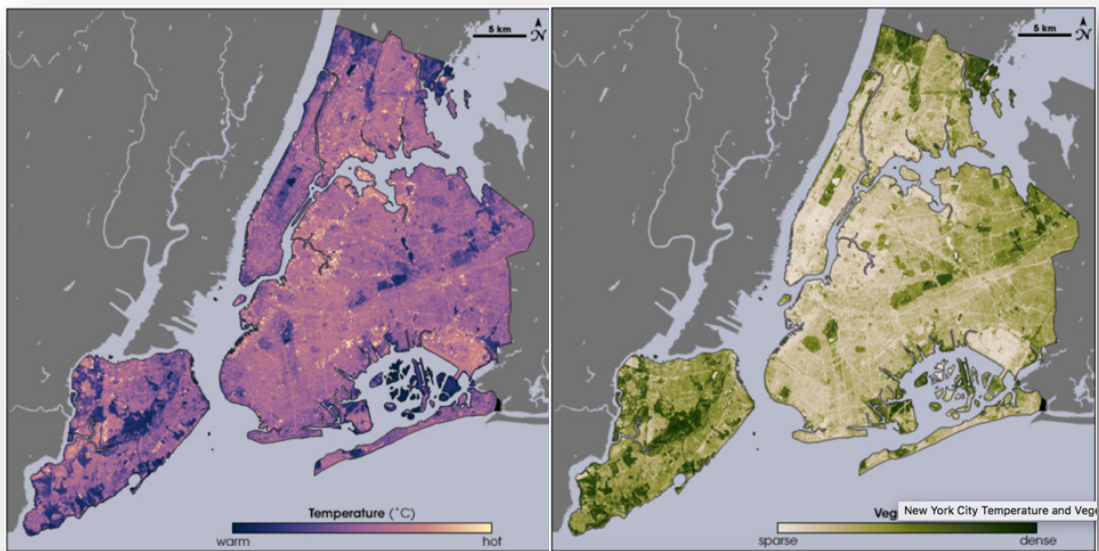 5 km
N
Temperature (°C)
warm
hot
5 km
N
Veg
New York City Temperature and Vege
sparse
dense